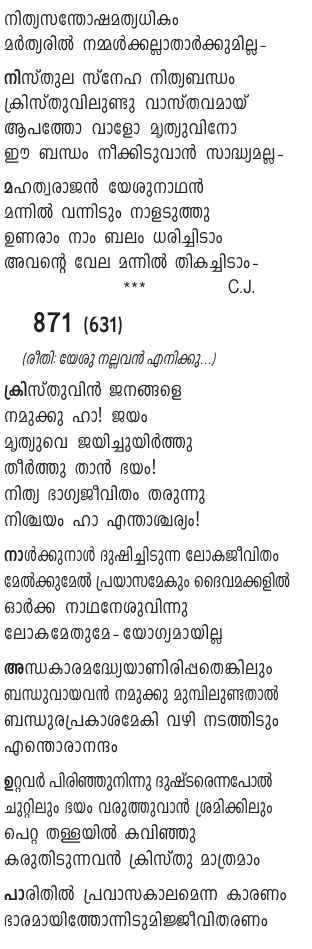 നിത്യസന്തോഷമത്യധികം
മർത്യരിൽ നമ്മൾക്കല്ലാതാർക്കുമില്ല-
നിസ്തുല സ്നേഹ നിത്യബന്ധം
ക്രിസ്തുവിലുണ്ടു വാസ്തവമായ്
ആപത്തോ വാളോ മൃത്യുവിനോ
ഈ ബന്ധം നീക്കിടുവാൻ സാദ്ധ്യമല്ല-
മഹത്വരാജൻ യേശുനാഥൻ
മന്നിൽ വന്നിടും നാളടുത്തു
ഉണരാം നാം ബലം ധരിച്ചിടാം
അവന്റെ വേല മന്നിൽ തികച്ചിടാം-
*** C.J.
871 (631)
(രീതി: യേശു നല്ലവൻ എനിക്കു...)
ക്രിസ്തുവിൻ ജനങ്ങളെ
നമുക്കു ഹാ! ജയം
മൃത്യുവെ ജയിച്ചുയിർത്തു
തീർത്തു താൻ ഭയം!
നിത്യ ഭാഗ്യജീവിതം തരുന്നു
നിശ്ചയം ഹാ എന്താശ്ചര്യം!
നാൾക്കുനാൾ ദുഷിച്ചിടുന്ന ലോകജീവിതം
മേൽക്കുമേൽ പ്രയാസമേകും ദൈവമക്കളിൽ
ഓർക്ക നാഥനേശുവിന്നു
ലോകമേതുമേ-യോഗ്യമായില്ല
അന്ധകാരമദ്ധ്യേയാണിരിപ്പതെങ്കിലും
ബന്ധുവായവൻ നമുക്കു മുമ്പിലുണ്ടതാൽ
ബന്ധുരപ്രകാശമേകി വഴി നടത്തിടും
എന്തൊരാനന്ദം
ഉറ്റവർ പിരിഞ്ഞുനിന്നു ദുഷ്ടരെന്നപോൽ
ചുറ്റിലും ഭയം വരുത്തുവാൻ ശ്രമിക്കിലും
പെറ്റ തള്ളയിൽ കവിഞ്ഞു
കരുതിടുന്നവൻ ക്രിസ്തു മാത്രമാം
പാരിതിൽ പ്രവാസകാലമെന്ന കാരണം
ഭാരമായിത്തോന്നിടുമിജ്ജീവിതരണം